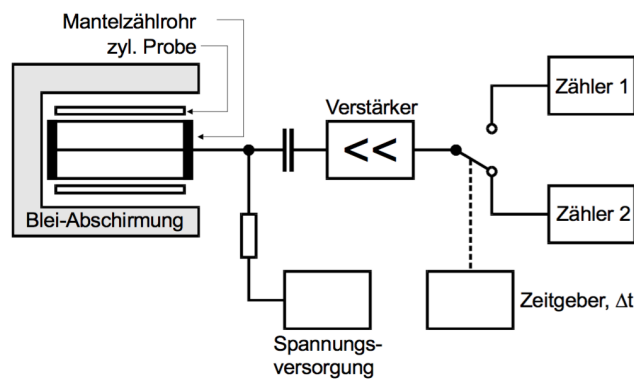 Mantelzählrohr
zyl. Probe
Verstärker
<<
Zähler 1
Zähler 2
Blei-Abschirmung
Zeitgeber, Δt
Spannungs-
versorgung